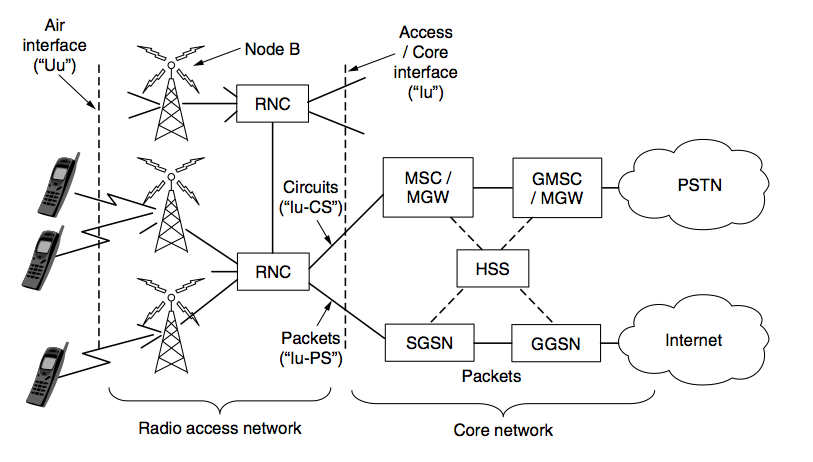 Air
interface
("Uu")
Node B
Access
/ Core
interface
("Iu")
RNC
Circuits
("Iu-CS")
MSC /
MGW
GMSC
/ MGW
PSTN
RNC
HSS
Packets
("Iu-PS")
SGSN
GGSN
Internet
Packets
Radio access network
Core network